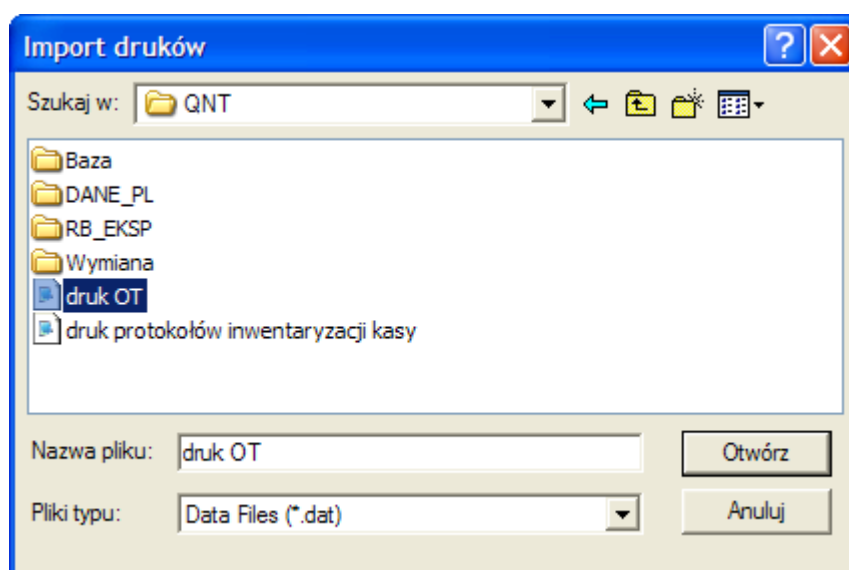 Import druków
Szukaj w: QNT
Baza
DANE_PL
RB_EKSP
Wymiana
druk OT
druk protokołów inwentaryzacji kasy
Nazwa pliku: druk OT Otwórz
Pliki typu: Data Files (*.dat) Anuluj